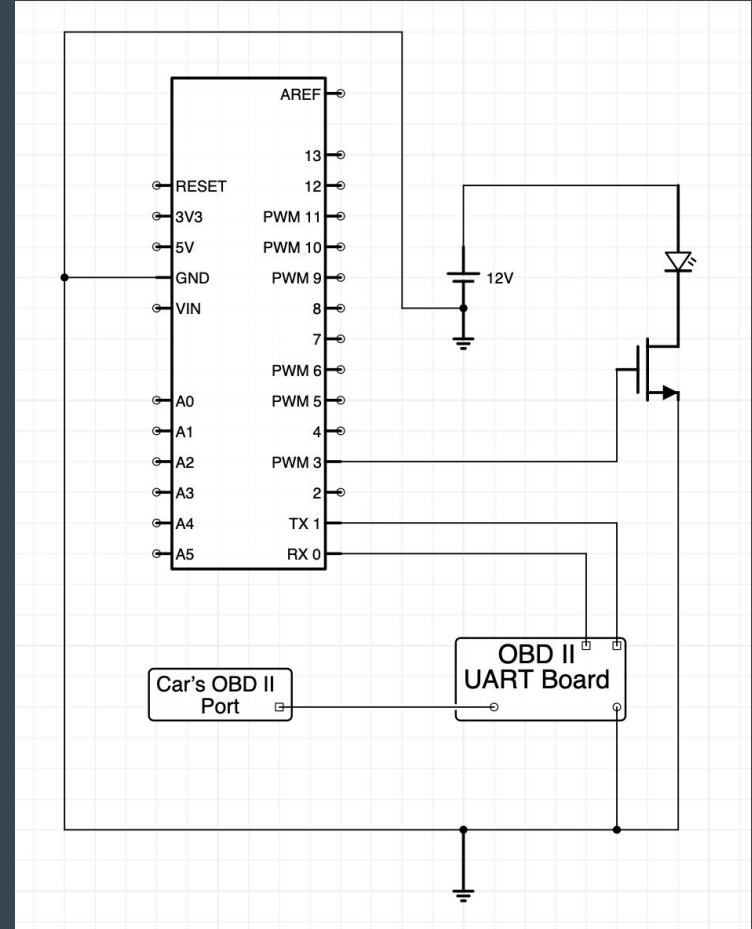 AREF
13
RESET
12
3V3
PWM 11
5V
PWM 10
GND
PWM 9
12V
VIN
8
7
PWM 6
A0
PWM 5
A1
4
A2
PWM 3
A3
2
A4
TX 1
A5
RX 0
OBD II
UART Board
Car’s OBD II
Port